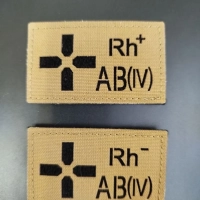 Rh+
AB(IV)
Rh-
AB(IV)